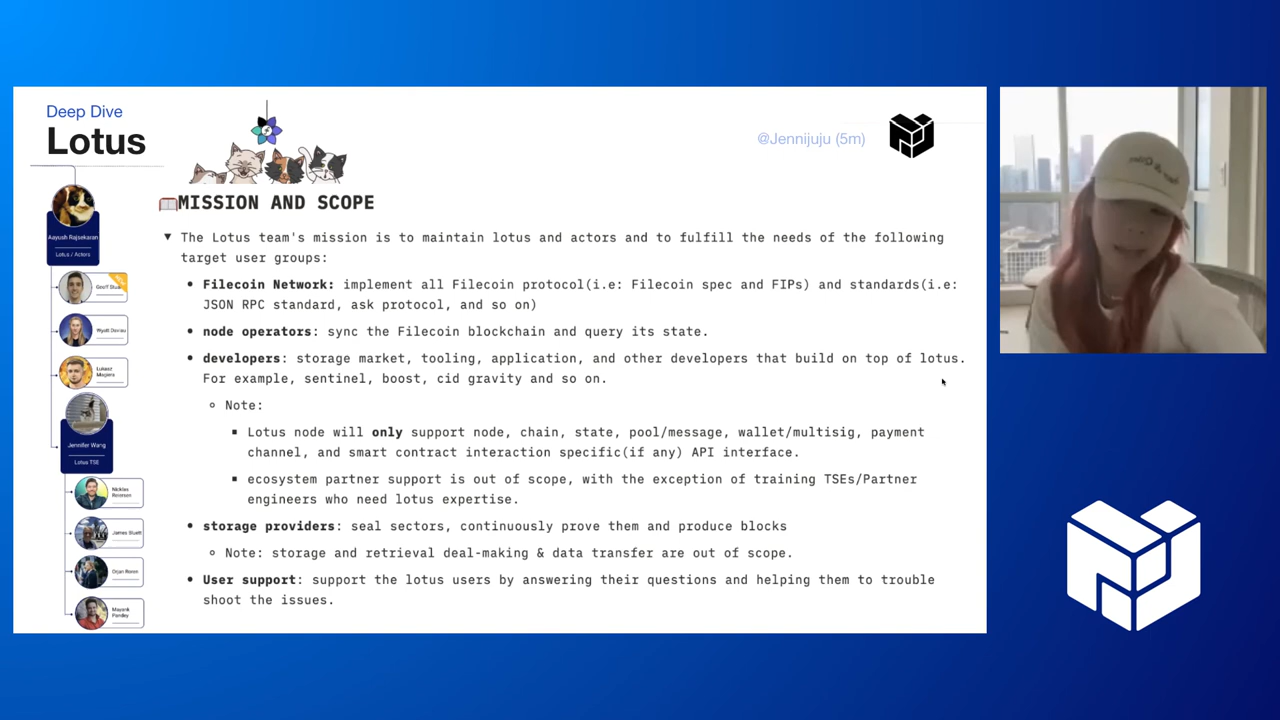 Deep Dive
Lotus
@Jennijuju (5m)
MISSION AND SCOPE
The Lotus team's mission is to maintain lotus and actors and to fulfill the needs of the following
target user groups:
Filecoin Network: implement all Filecoin protocol(i.e: Filecoin spec and FIPs) and standards(i.e:
JSON RPC standard, ask protocol, and so on)
node operators: sync the Filecoin blockchain and query its state.
developers: storage market, tooling, application, and other developers that build on top of lotus.
For example, sentinel, boost, cid gravity and so on.
Note:
Lotus node will only support node, chain, state, pool/message, wallet/multisig, payment
channel, and smart contract interaction specific(if any) API interface.
ecosystem partner support is out of scope, with the exception of training TSEs/Partner
engineers who need lotus expertise.
storage providers: seal sectors, continuously prove them and produce blocks
Note: storage and retrieval deal-making & data transfer are out of scope.
User support: support the lotus users by answering their questions and helping them to trouble
shoot the issues.
Aayush Rajsekaran
Lotus / Actors
Geoff
Wyatt Daviau
Lukasz
Magiera
Jennifer Wang
Lotus TSE
James
Orjan Roren
Mayank
Pandey